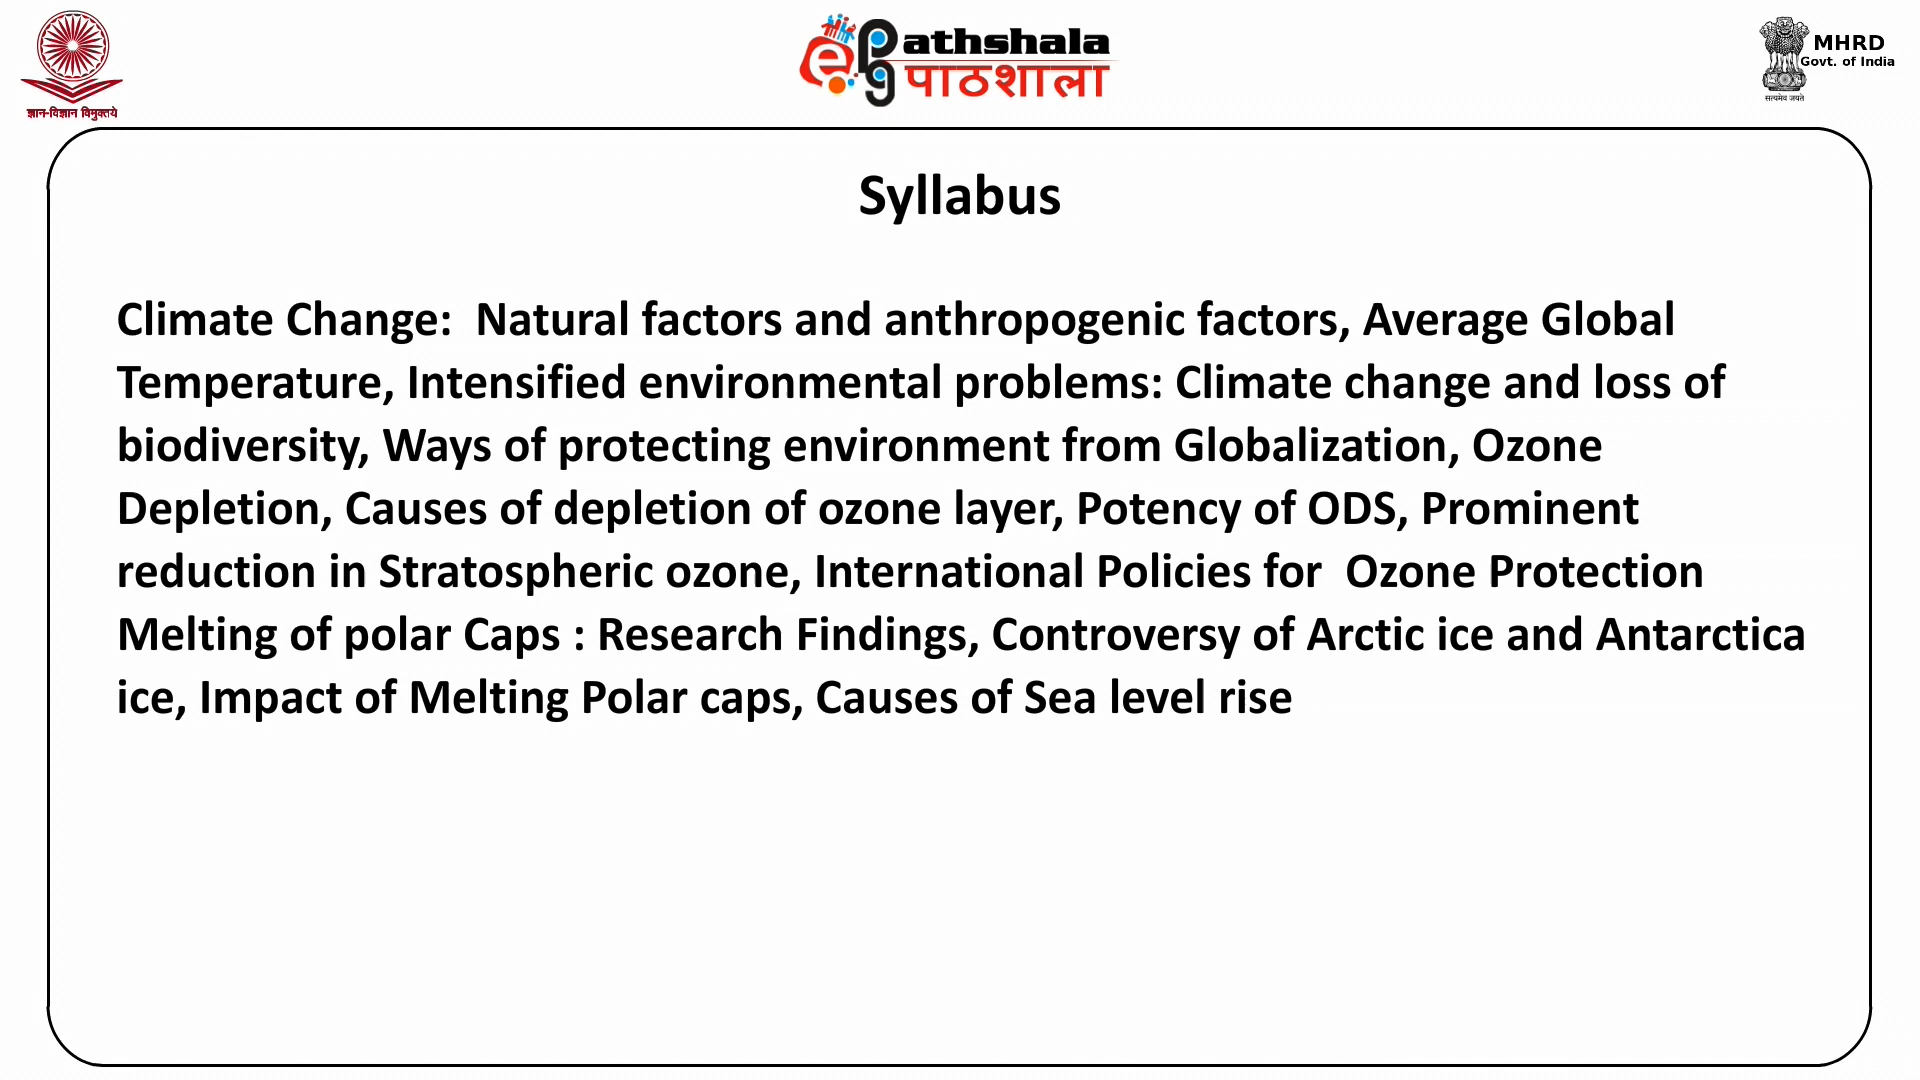 ज्ञान-विज्ञान विमुक्तये
e pg athshala
पाठशाला
MHRD
Govt. of India
सत्यमेव जयते
Syllabus
Climate Change:  Natural factors and anthropogenic factors, Average Global
Temperature, Intensified environmental problems: Climate change and loss of
biodiversity, Ways of protecting environment from Globalization, Ozone
Depletion, Causes of depletion of ozone layer, Potency of ODS, Prominent
reduction in Stratospheric ozone, International Policies for  Ozone Protection
Melting of polar Caps : Research Findings, Controversy of Arctic ice and Antarctica
ice, Impact of Melting Polar caps, Causes of Sea level rise